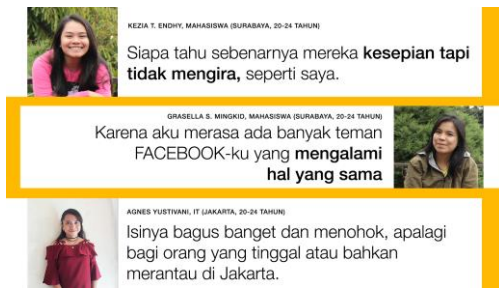 KEZIA T. ENDHY, MAHASISWA (SURABAYA, 20-24 TAHUN)
Siapa tahu sebenarnya mereka kesepian tapi
tidak mengira, seperti saya.
GRASELLA S. MINGKID, MAHASISWA (SURABAYA, 20-24 TAHUN)
Karena aku merasa ada banyak teman
FACEBOOK-ku yang mengalami
hal yang sama
AGNES YUSTIVANI, IT (JAKARTA, 20-24 TAHUN)
Isinya bagus banget dan menohok, apalagi
bagi orang yang tinggal atau bahkan
merantau di Jakarta.